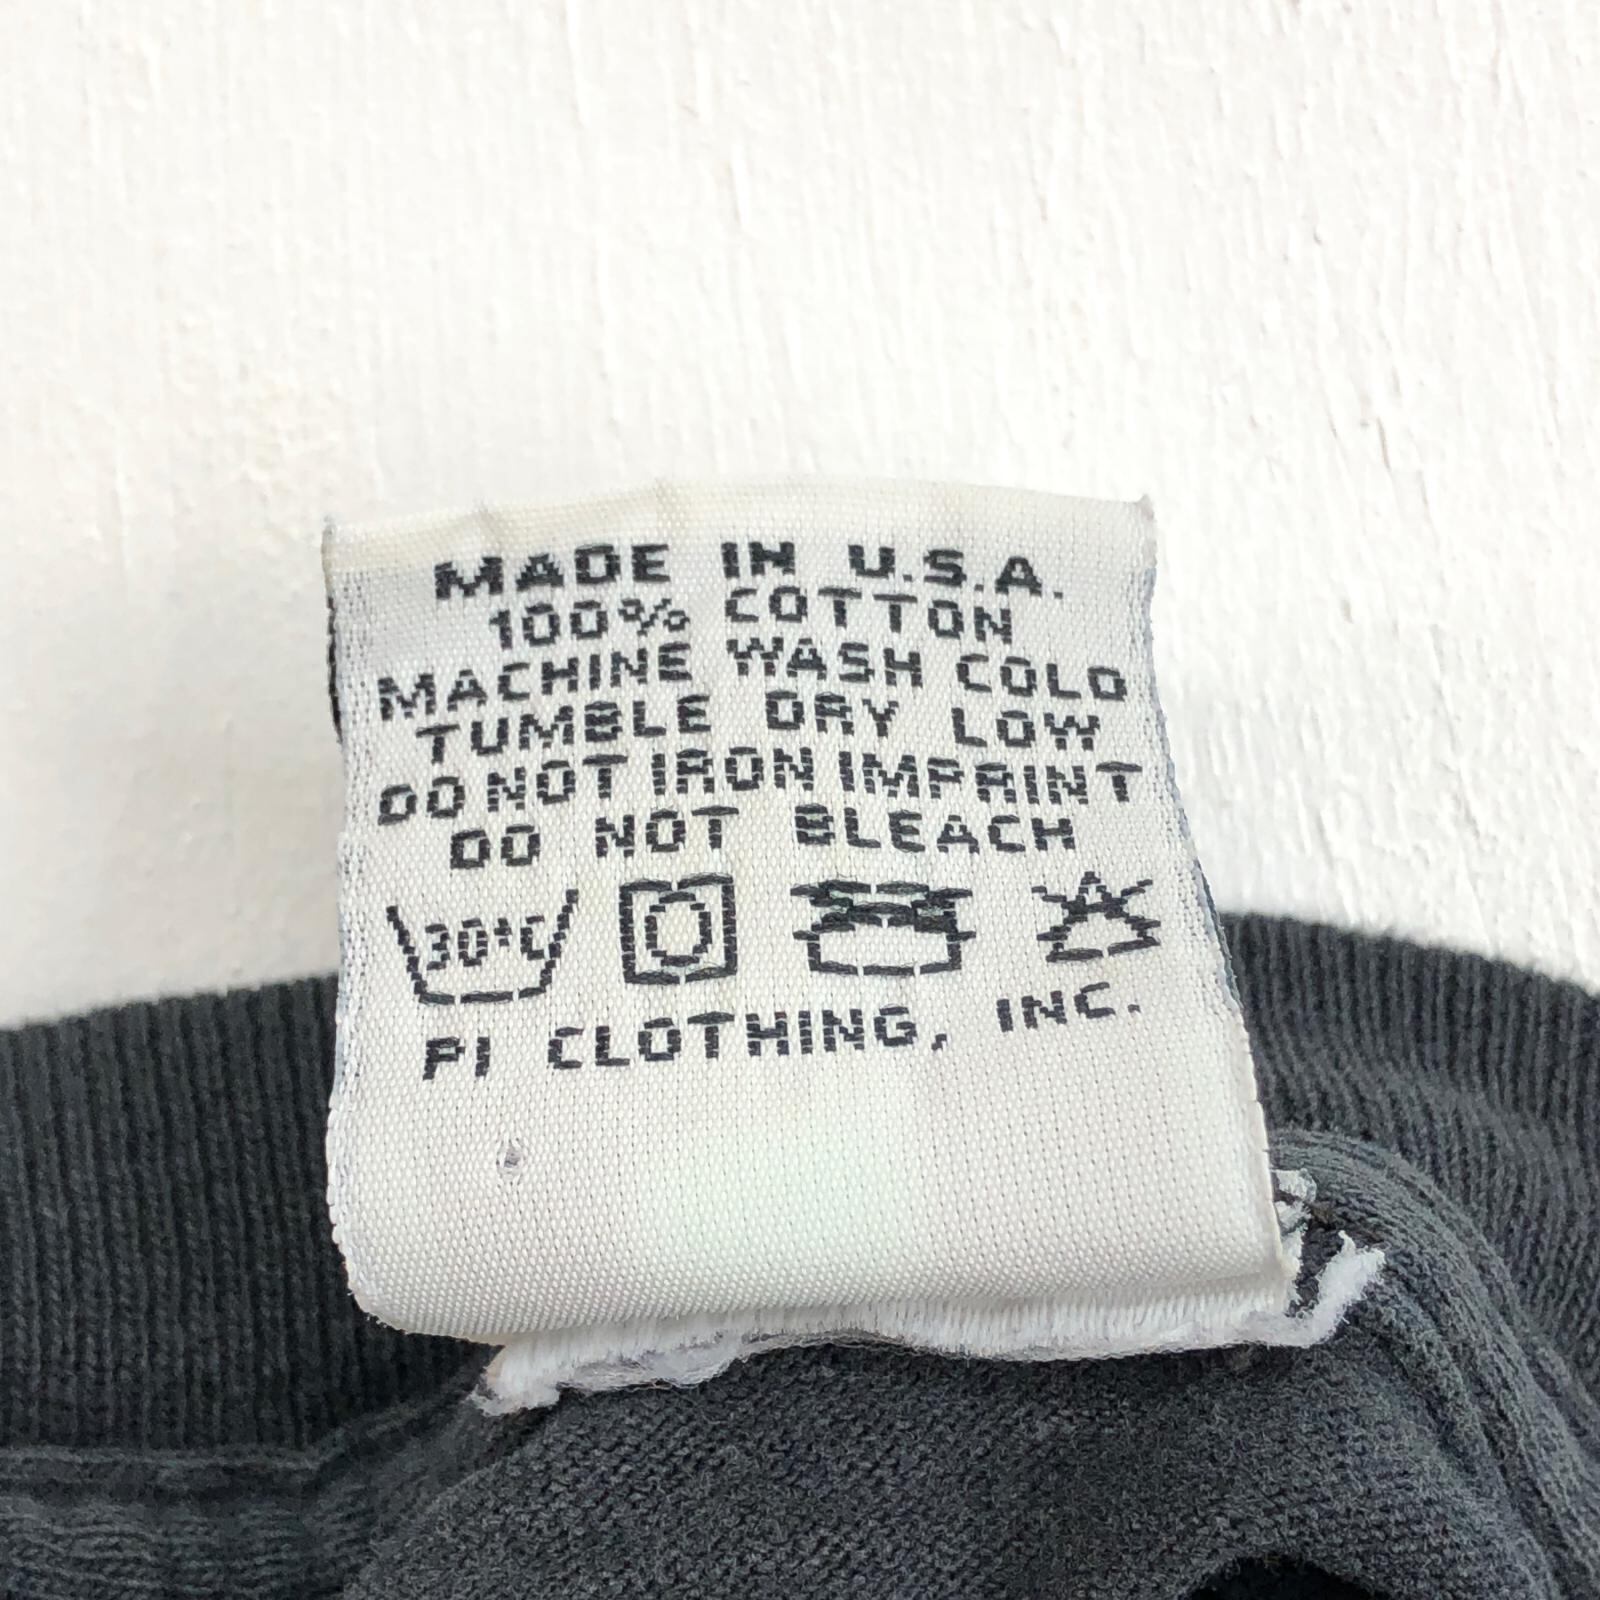 MADE IN U.S.A.
100% COTTON
MACHINE WASH COLD
TUMBLE DRY LOW
DO NOT IRON IMPRINT
DO NOT BLEACH
30°C
PI CLOTHING, INC.